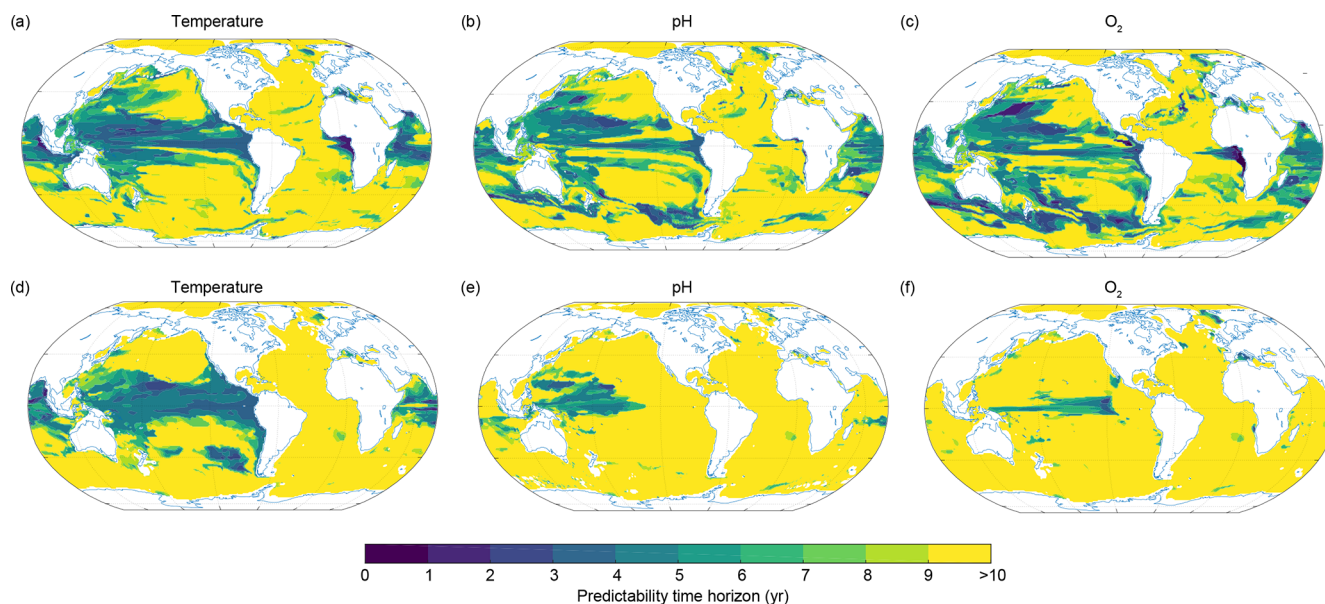 (a) Temperature
(b) pH
(c) O₂
(d) Temperature
(e) pH
(f) O₂
0 1 2 3 4 5 6 7 8 9 >10
Predictability time horizon (yr)